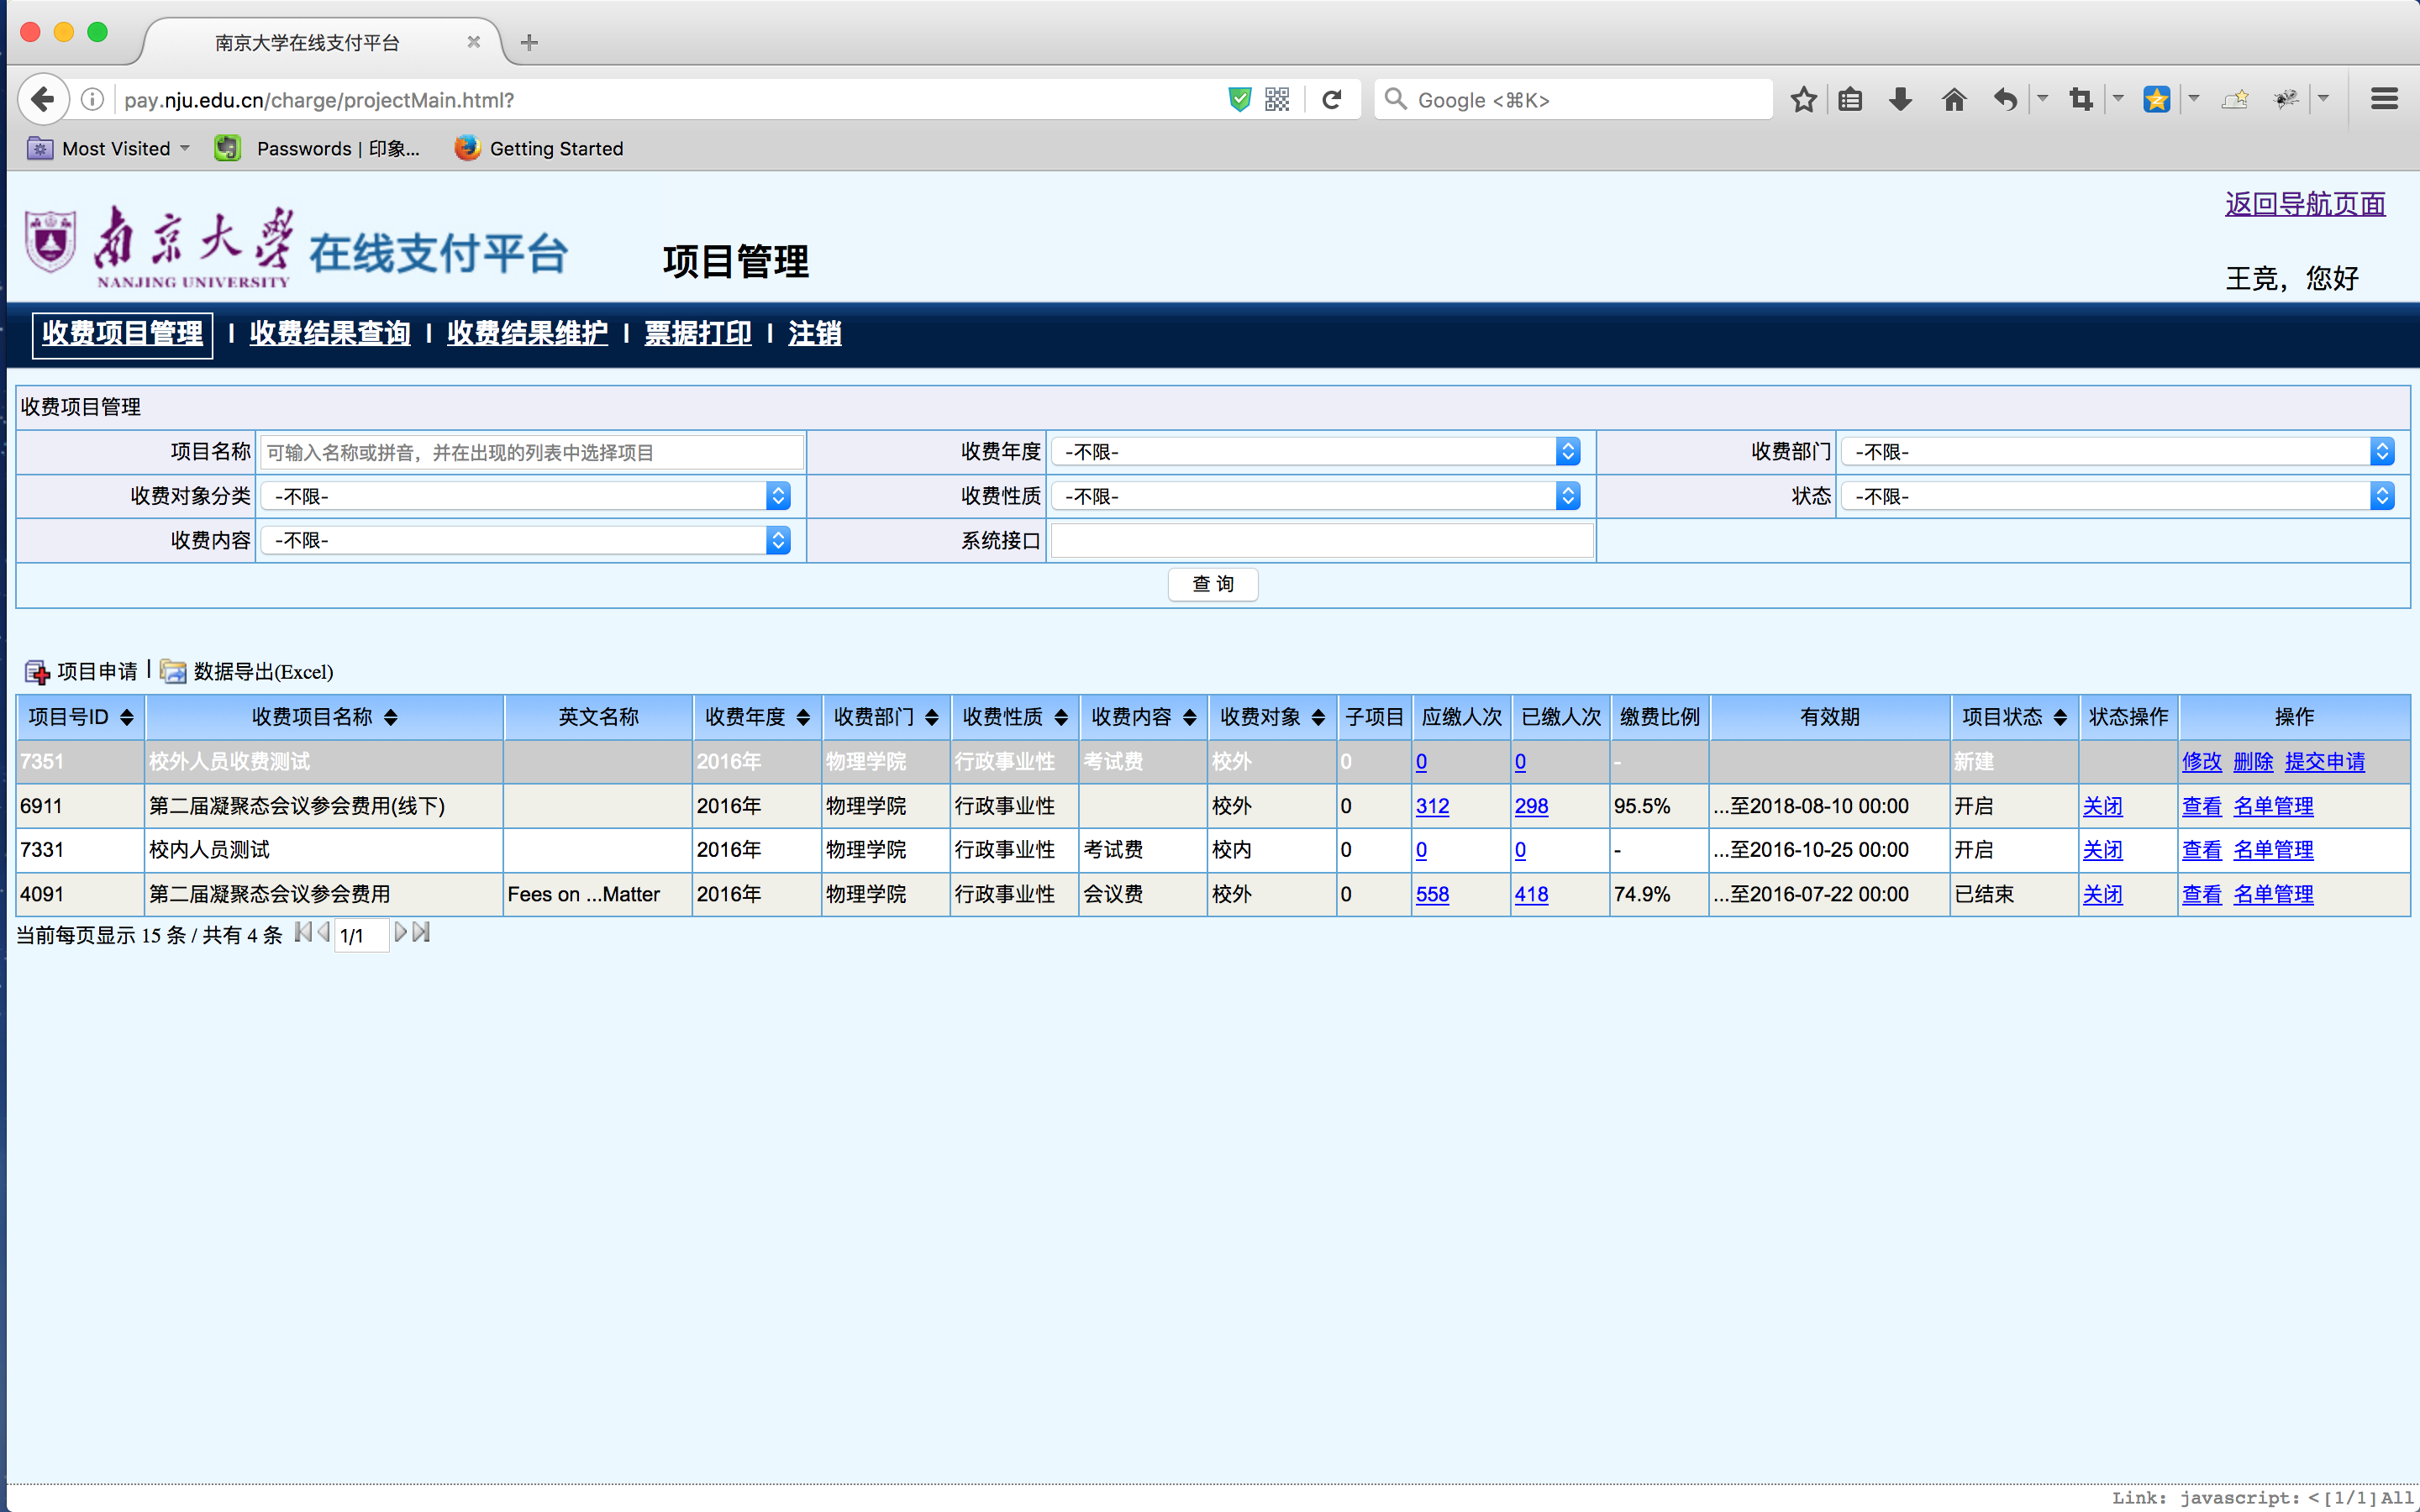 南京大学在线支付平台
pay.nju.edu.cn/charge/projectMain.html?
Google <⌘K>
Most Visited
Passwords | 印象...
Getting Started
返回导航页面
南京大学 在线支付平台
NANJING UNIVERSITY
项目管理
王竞，您好
收费项目管理 | 收费结果查询 | 收费结果维护 | 票据打印 | 注销
收费项目管理
项目名称 可输入名称或拼音，并在出现的列表中选择项目 收费年度 -不限- 收费部门 -不限-
收费对象分类 -不限- 收费性质 -不限- 状态 -不限-
收费内容 -不限- 系统接口
查 询
项目申请 | 数据导出(Excel)
项目号ID 收费项目名称 英文名称 收费年度 收费部门 收费性质 收费内容 收费对象 子项目 应缴人次 已缴人次 缴费比例 有效期 项目状态 状态操作 操作
7351 校外人员收费测试 2016年 物理学院 行政事业性 考试费 校外 0 0 0 - 新建 修改 删除 提交申请
6911 第二届凝聚态会议参会费用(线下) 2016年 物理学院 行政事业性 校外 0 312 298 95.5% ...至2018-08-10 00:00 开启 关闭 查看 名单管理
7331 校内人员测试 2016年 物理学院 行政事业性 考试费 校内 0 0 0 - ...至2016-10-25 00:00 开启 关闭 查看 名单管理
4091 第二届凝聚态会议参会费用 Fees on ...Matter 2016年 物理学院 行政事业性 会议费 校外 0 558 418 74.9% ...至2016-07-22 00:00 已结束 关闭 查看 名单管理
当前每页显示 15 条 / 共有 4 条 1/1
Link: javascript: <[1/1]All